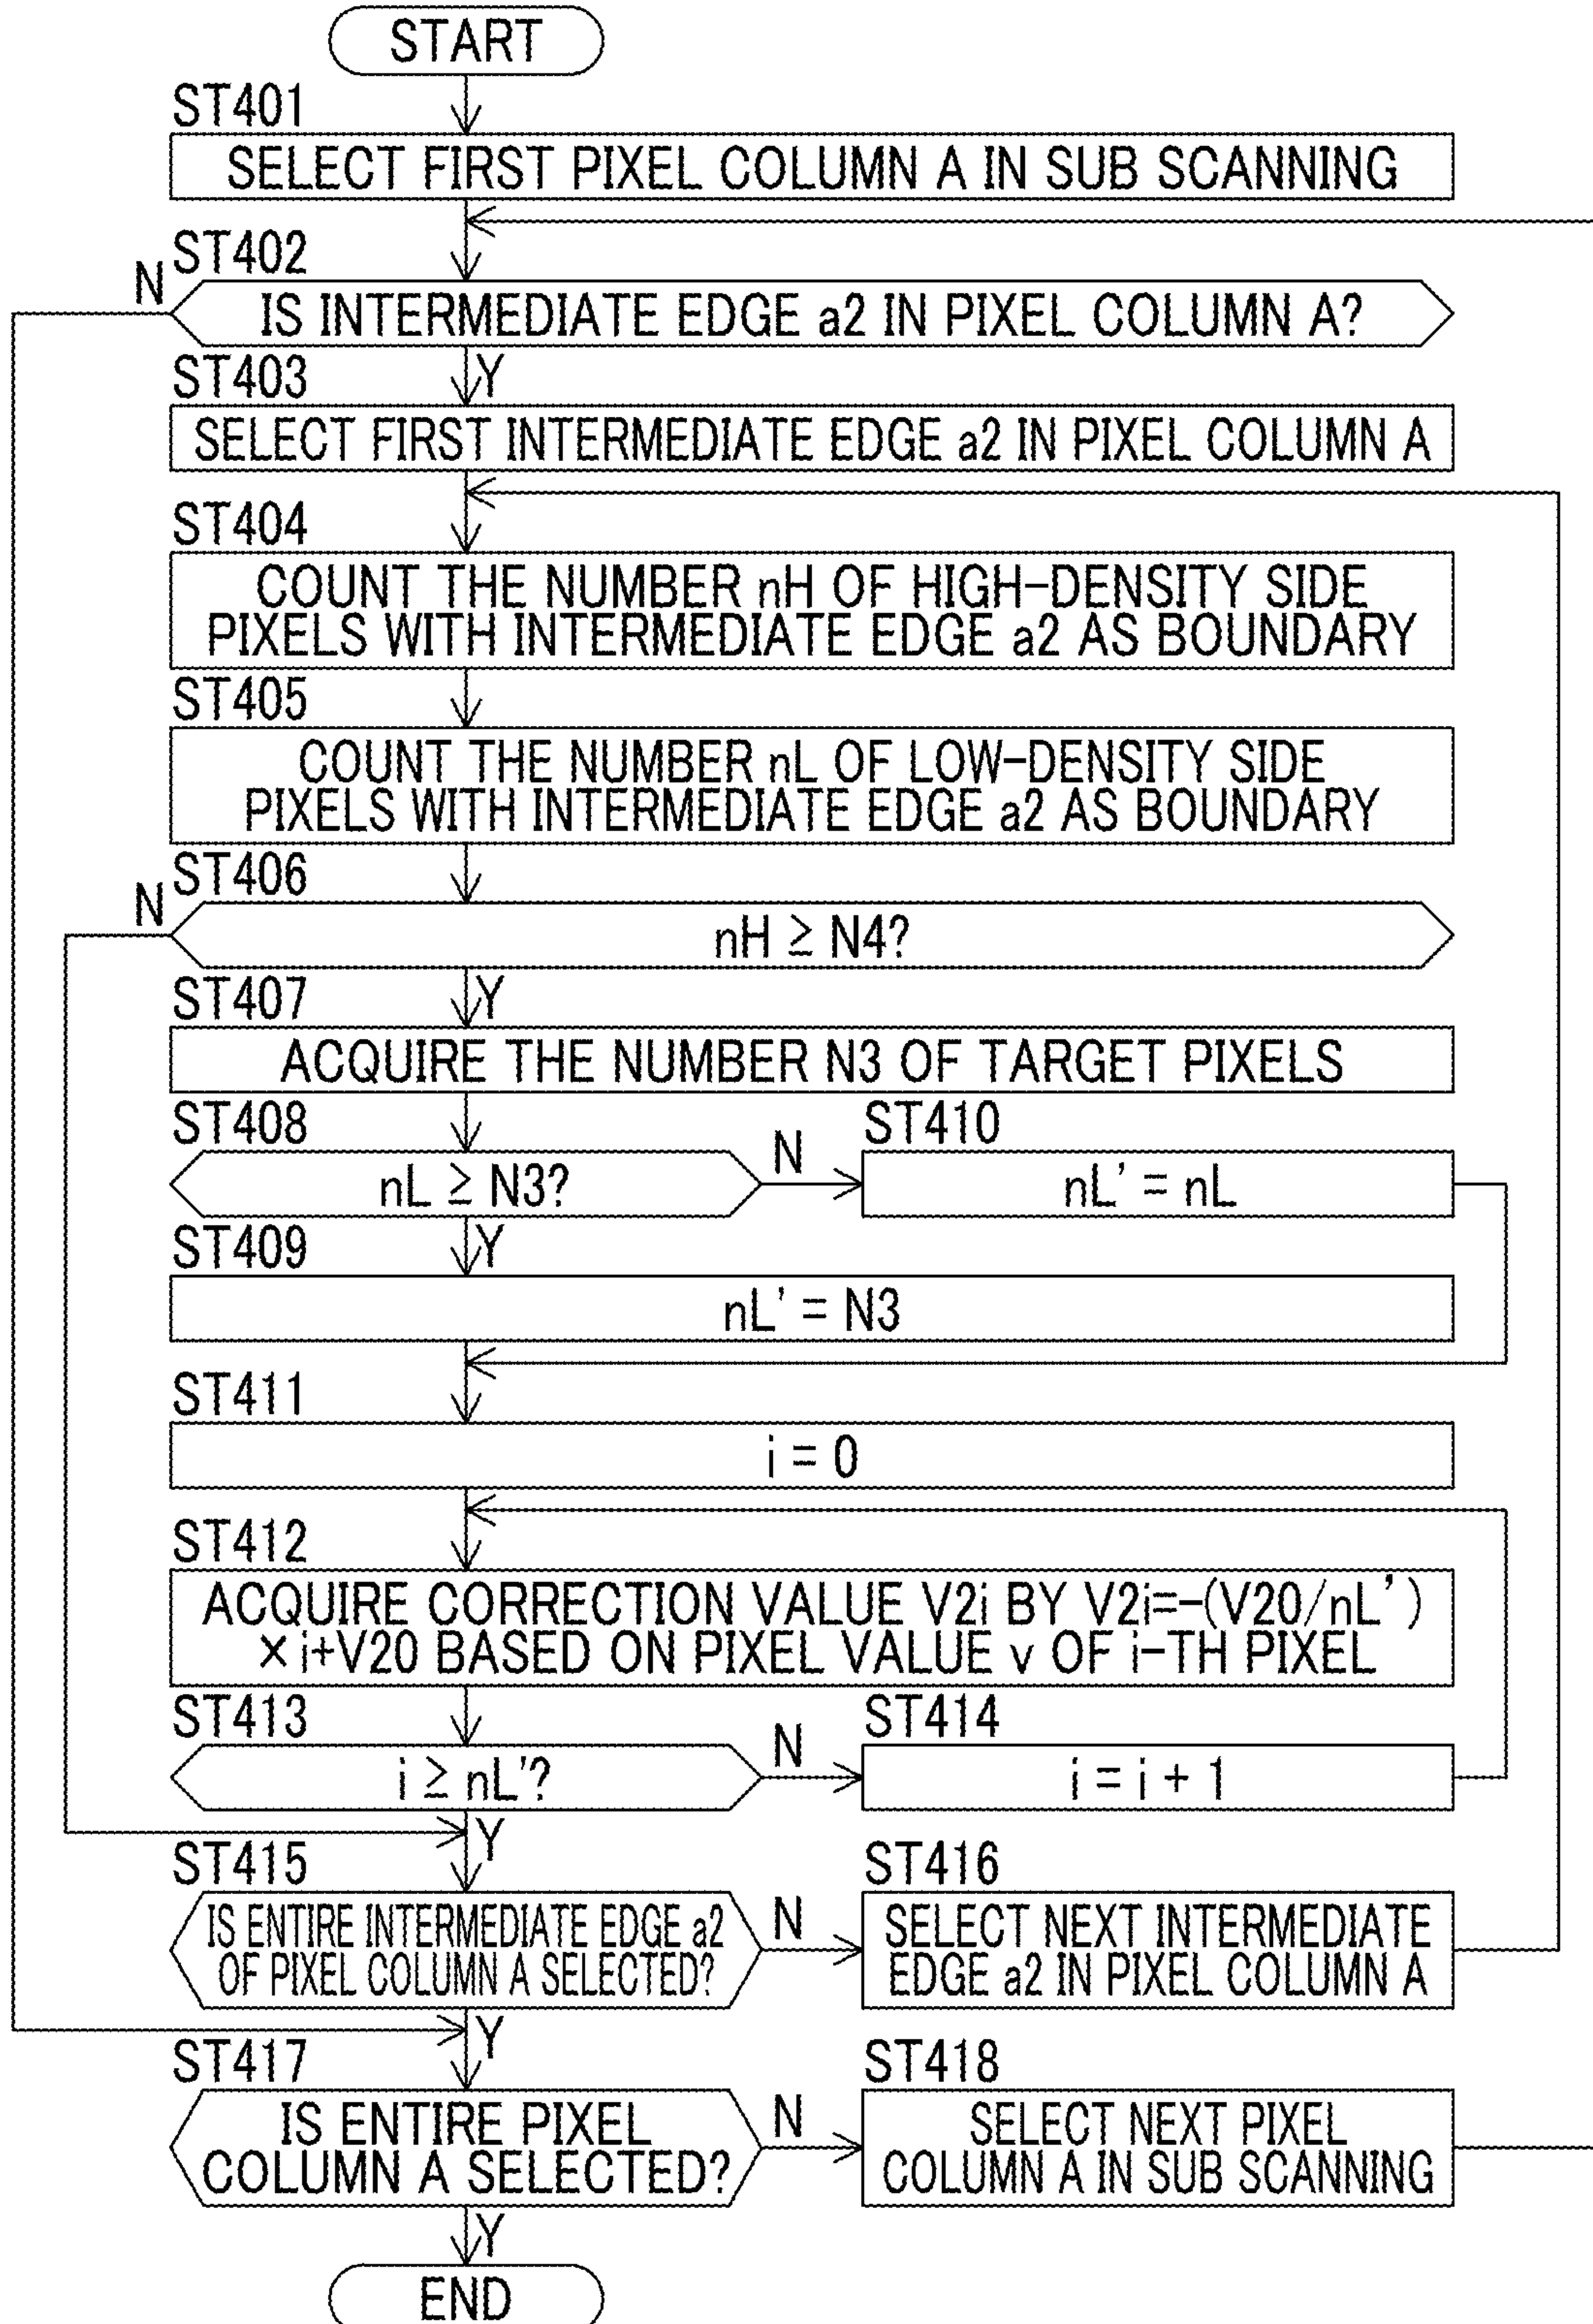 START
ST401
SELECT FIRST PIXEL COLUMN A IN SUB SCANNING
ST402
N
IS INTERMEDIATE EDGE a2 IN PIXEL COLUMN A?
ST403
Y
SELECT FIRST INTERMEDIATE EDGE a2 IN PIXEL COLUMN A
ST404
COUNT THE NUMBER nH OF HIGH-DENSITY SIDE
PIXELS WITH INTERMEDIATE EDGE a2 AS BOUNDARY
ST405
COUNT THE NUMBER nL OF LOW-DENSITY SIDE
PIXELS WITH INTERMEDIATE EDGE a2 AS BOUNDARY
ST406
N
nH ≧ N4?
ST407
Y
ACQUIRE THE NUMBER N3 OF TARGET PIXELS
ST408
nL ≧ N3?
N
ST410
nL' = nL
ST409
Y
nL' = N3
ST411
i = 0
ST412
ACQUIRE CORRECTION VALUE V2i BY V2i=-(V20/nL')
×i+V20 BASED ON PIXEL VALUE v OF i-TH PIXEL
ST413
i ≧ nL'?
N
ST414
i = i + 1
Y
ST415
IS ENTIRE INTERMEDIATE EDGE a2
OF PIXEL COLUMN A SELECTED?
N
ST416
SELECT NEXT INTERMEDIATE
EDGE a2 IN PIXEL COLUMN A
Y
ST417
IS ENTIRE PIXEL
COLUMN A SELECTED?
N
ST418
SELECT NEXT PIXEL
COLUMN A IN SUB SCANNING
Y
END